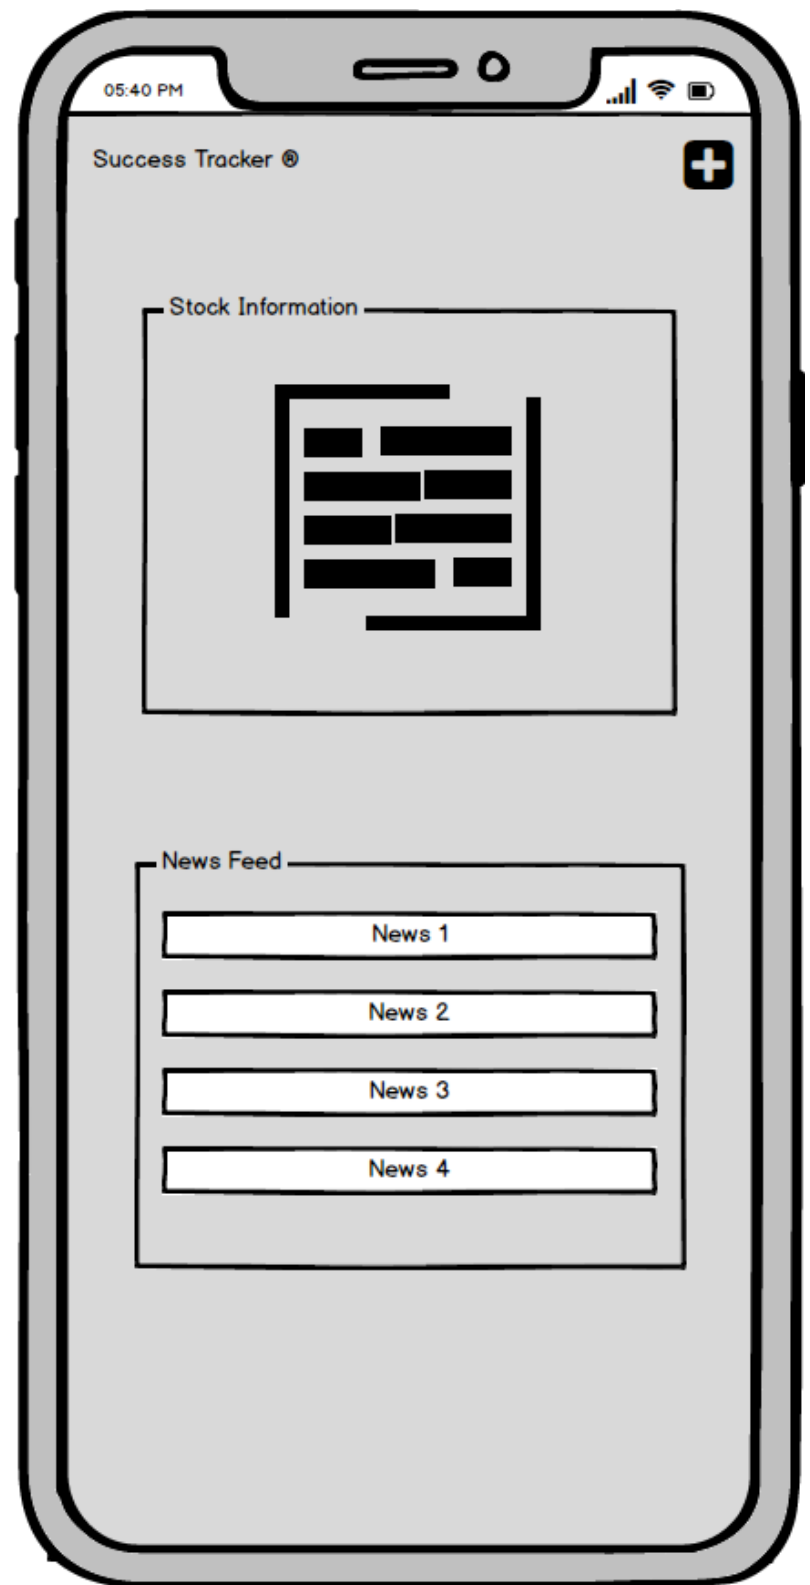 05:40 PM
Success Tracker ®
Stock Information
News Feed
News 1
News 2
News 3
News 4